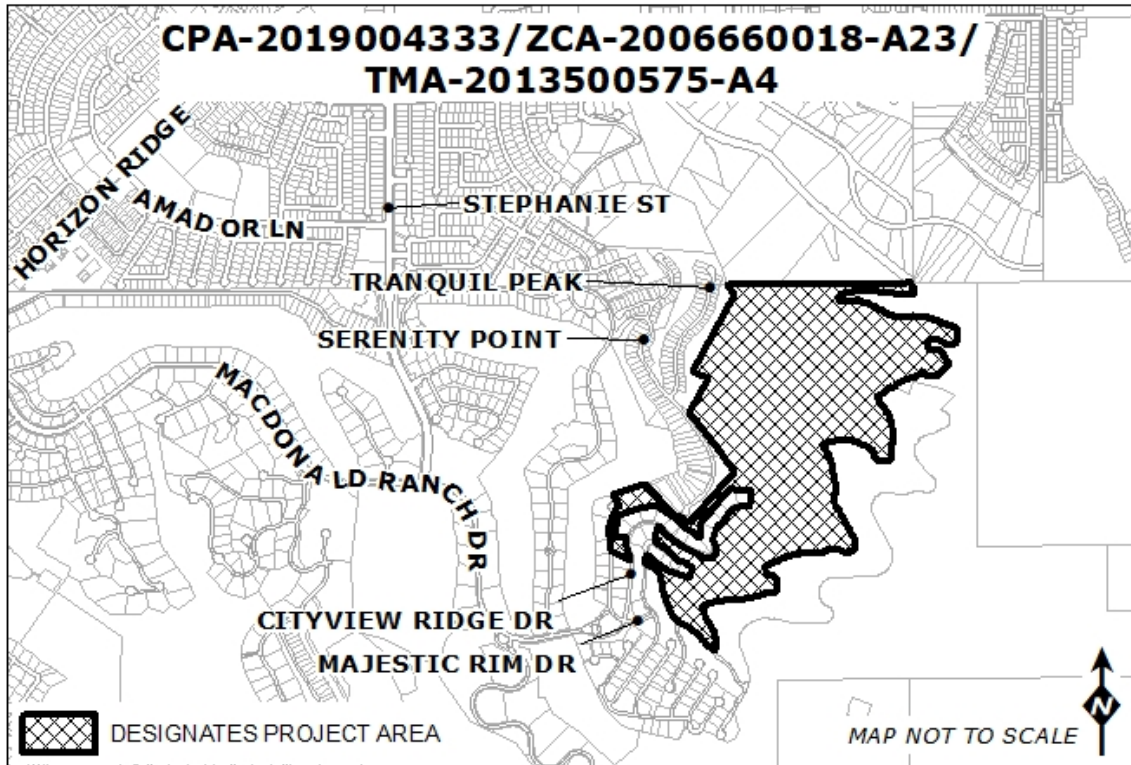 CPA-2019004333/ZCA-2006660018-A23/
TMA-2013500575-A4
HORIZON RIDGE
AMADOR LN
STEPHANIE ST
TRANQUIL PEAK
SERENITY POINT
MACDONALD RANCH DR
CITYVIEW RIDGE DR
MAJESTIC RIM DR
DESIGNATES PROJECT AREA
N
MAP NOT TO SCALE